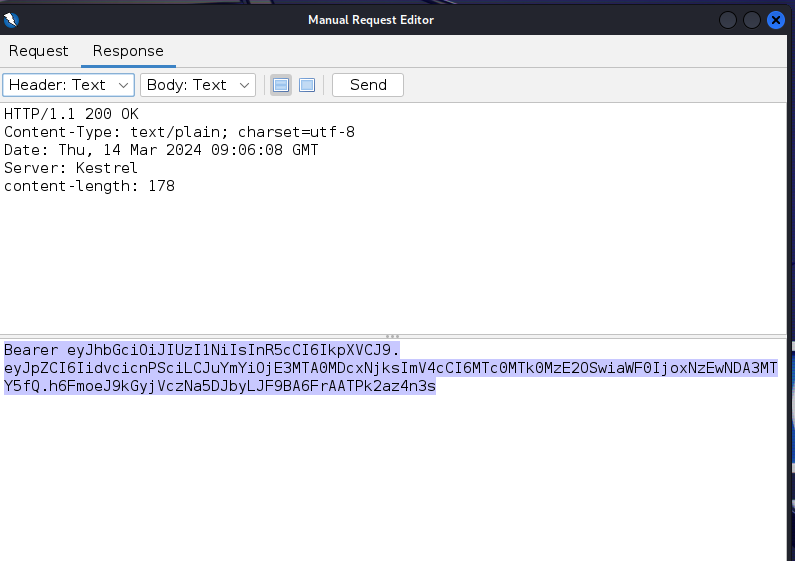 Manual Request Editor
Request Response
Header: Text Body: Text Send
HTTP/1.1 200 OK
Content-Type: text/plain; charset=utf-8
Date: Thu, 14 Mar 2024 09:06:08 GMT
Server: Kestrel
content-length: 178
Bearer eyJhbGciOiJIUzI1NiIsInR5cCI6IkpXVCJ9.
eyJpZCI6IidvcicnPSciLCJuYmYiOjE3MTA0MDcxNjksImV4cCI6MTc0MTk0MzE2OSwiaWF0IjoxNzEwNDA3MT
Y5fQ.h6FmoeJ9kGyjVczNa5DJbyLJF9BA6FrAATPk2az4n3s